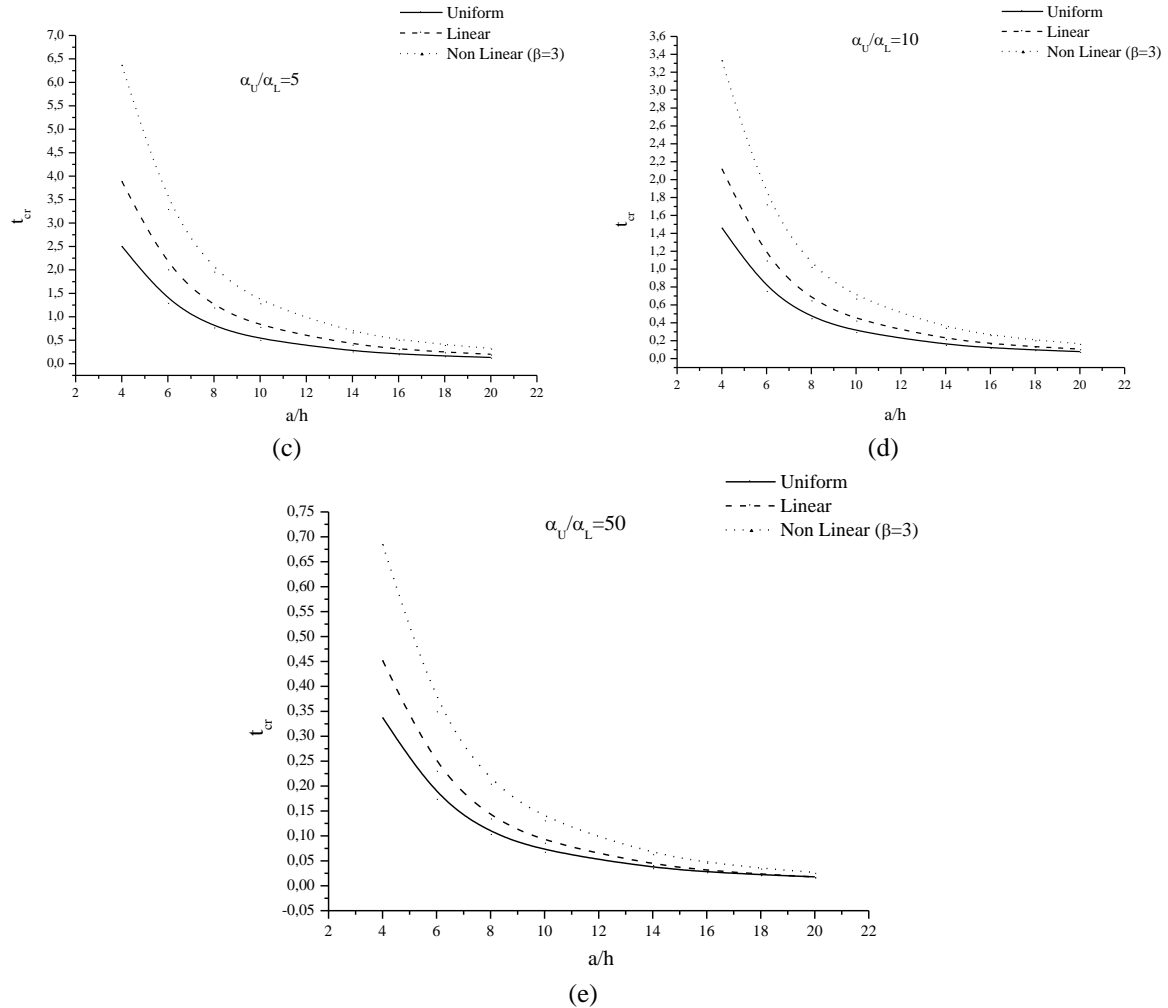 Uniform
Linear
Non Linear (β=3)
α_U/α_L=5
7,0
6,5
6,0
5,5
5,0
4,5
4,0
3,5
3,0
2,5
2,0
1,5
1,0
0,5
0,0
t_cr
2 4 6 8 10 12 14 16 18 20 22
a/h
(c)
Uniform
Linear
Non Linear (β=3)
α_U/α_L=10
3,6
3,4
3,2
3,0
2,8
2,6
2,4
2,2
2,0
1,8
1,6
1,4
1,2
1,0
0,8
0,6
0,4
0,2
0,0
t_cr
2 4 6 8 10 12 14 16 18 20 22
a/h
(d)
Uniform
Linear
Non Linear (β=3)
α_U/α_L=50
0,75
0,70
0,65
0,60
0,55
0,50
0,45
0,40
0,35
0,30
0,25
0,20
0,15
0,10
0,05
0,00
-0,05
t_cr
2 4 6 8 10 12 14 16 18 20 22
a/h
(e)